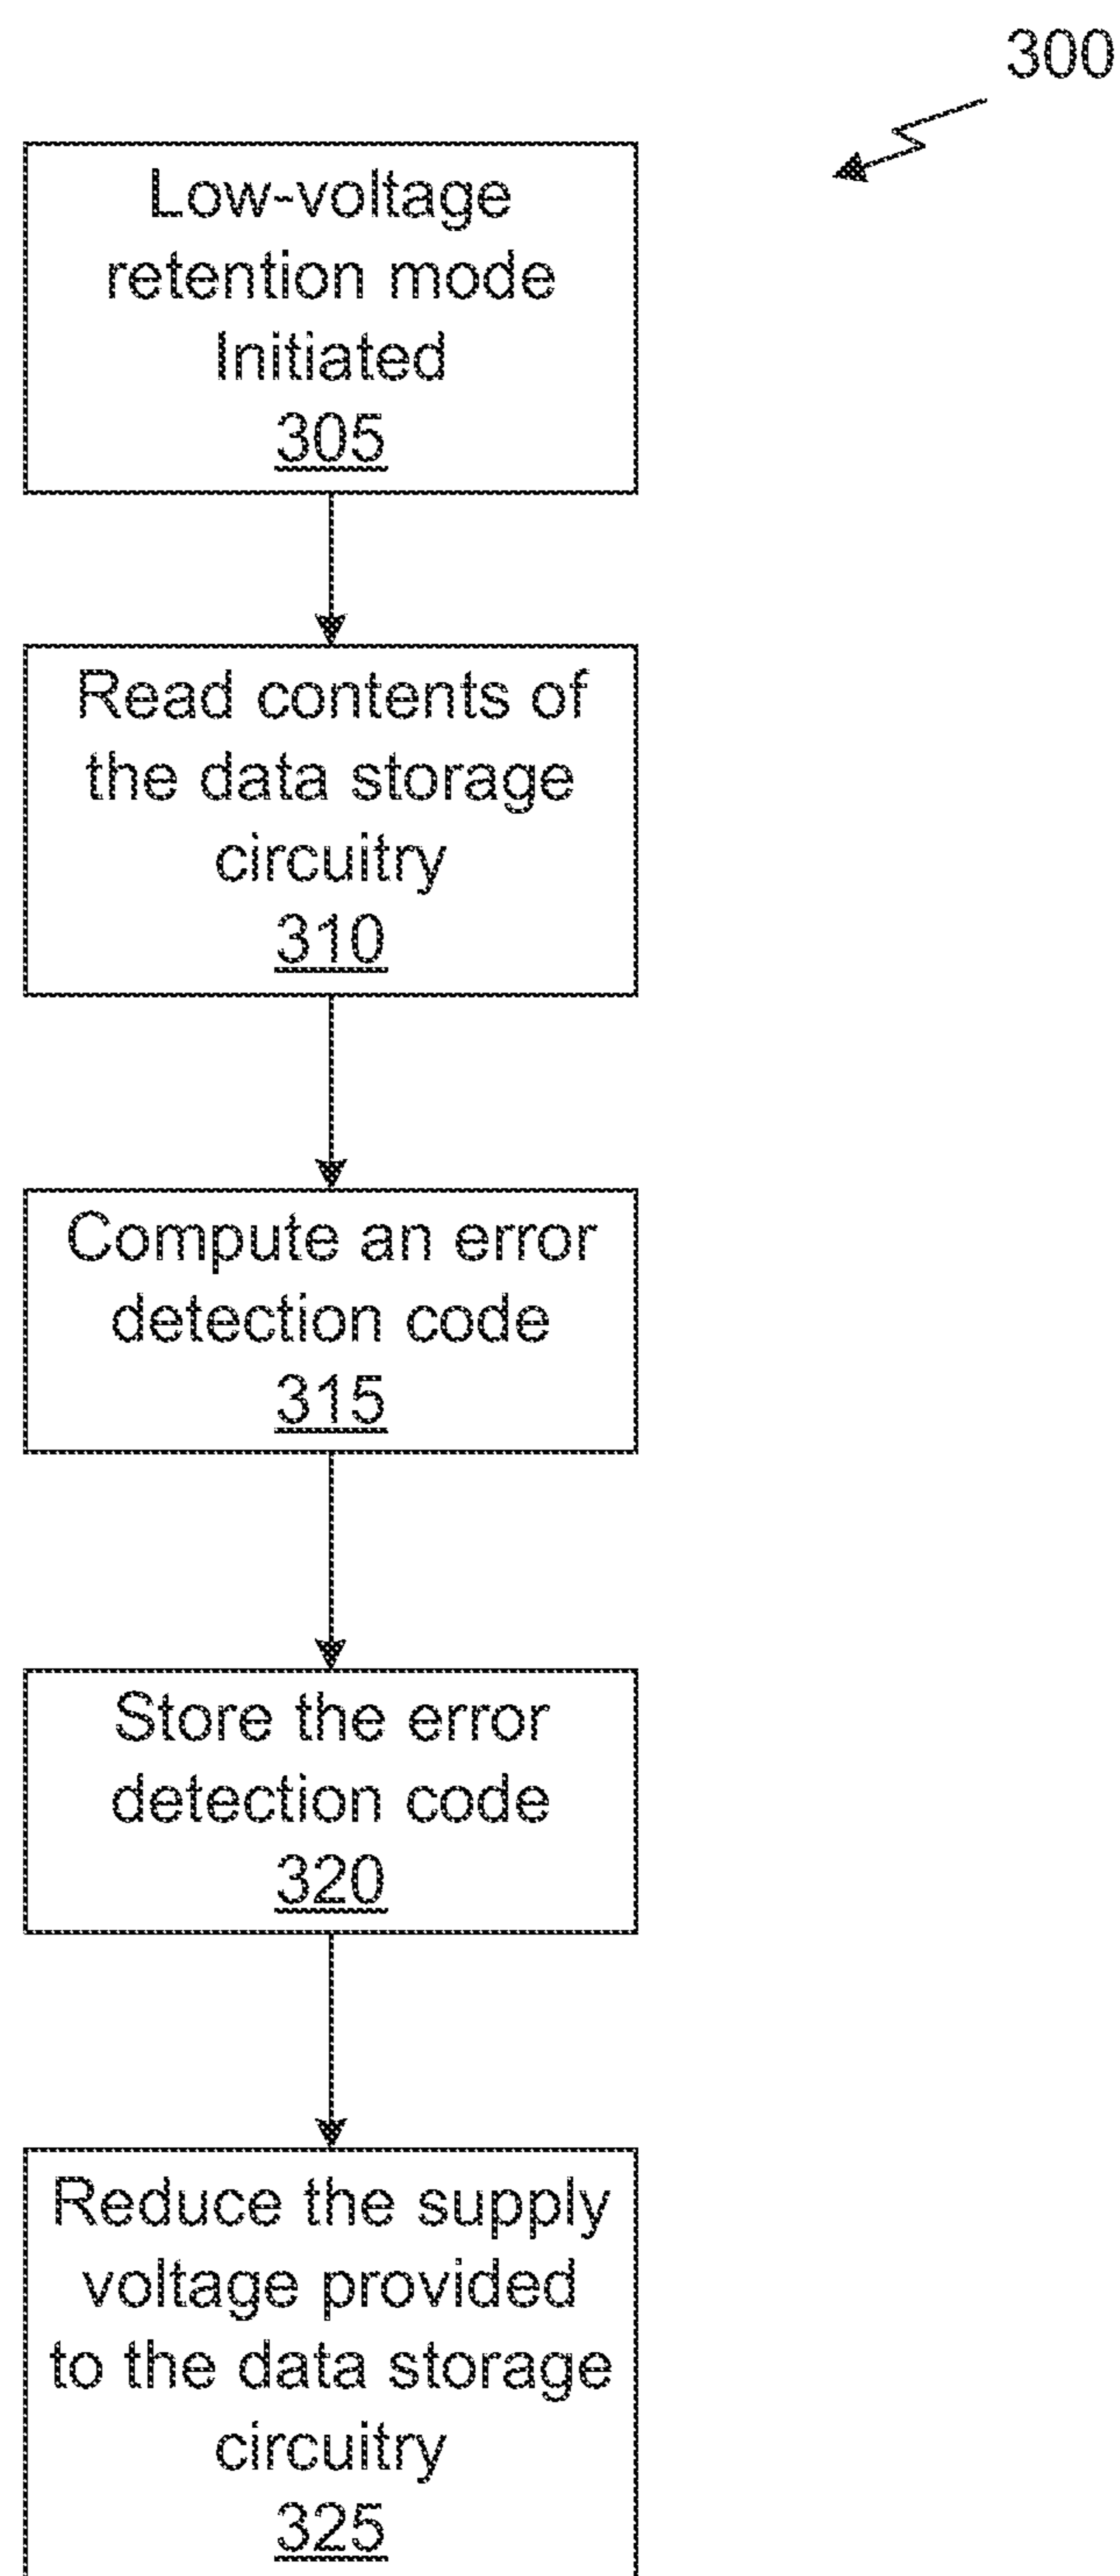 300
Low-voltage
retention mode
Initiated
305
Read contents of
the data storage
circuitry
310
Compute an error
detection code
315
Store the error
detection code
320
Reduce the supply
voltage provided
to the data storage
circuitry
325